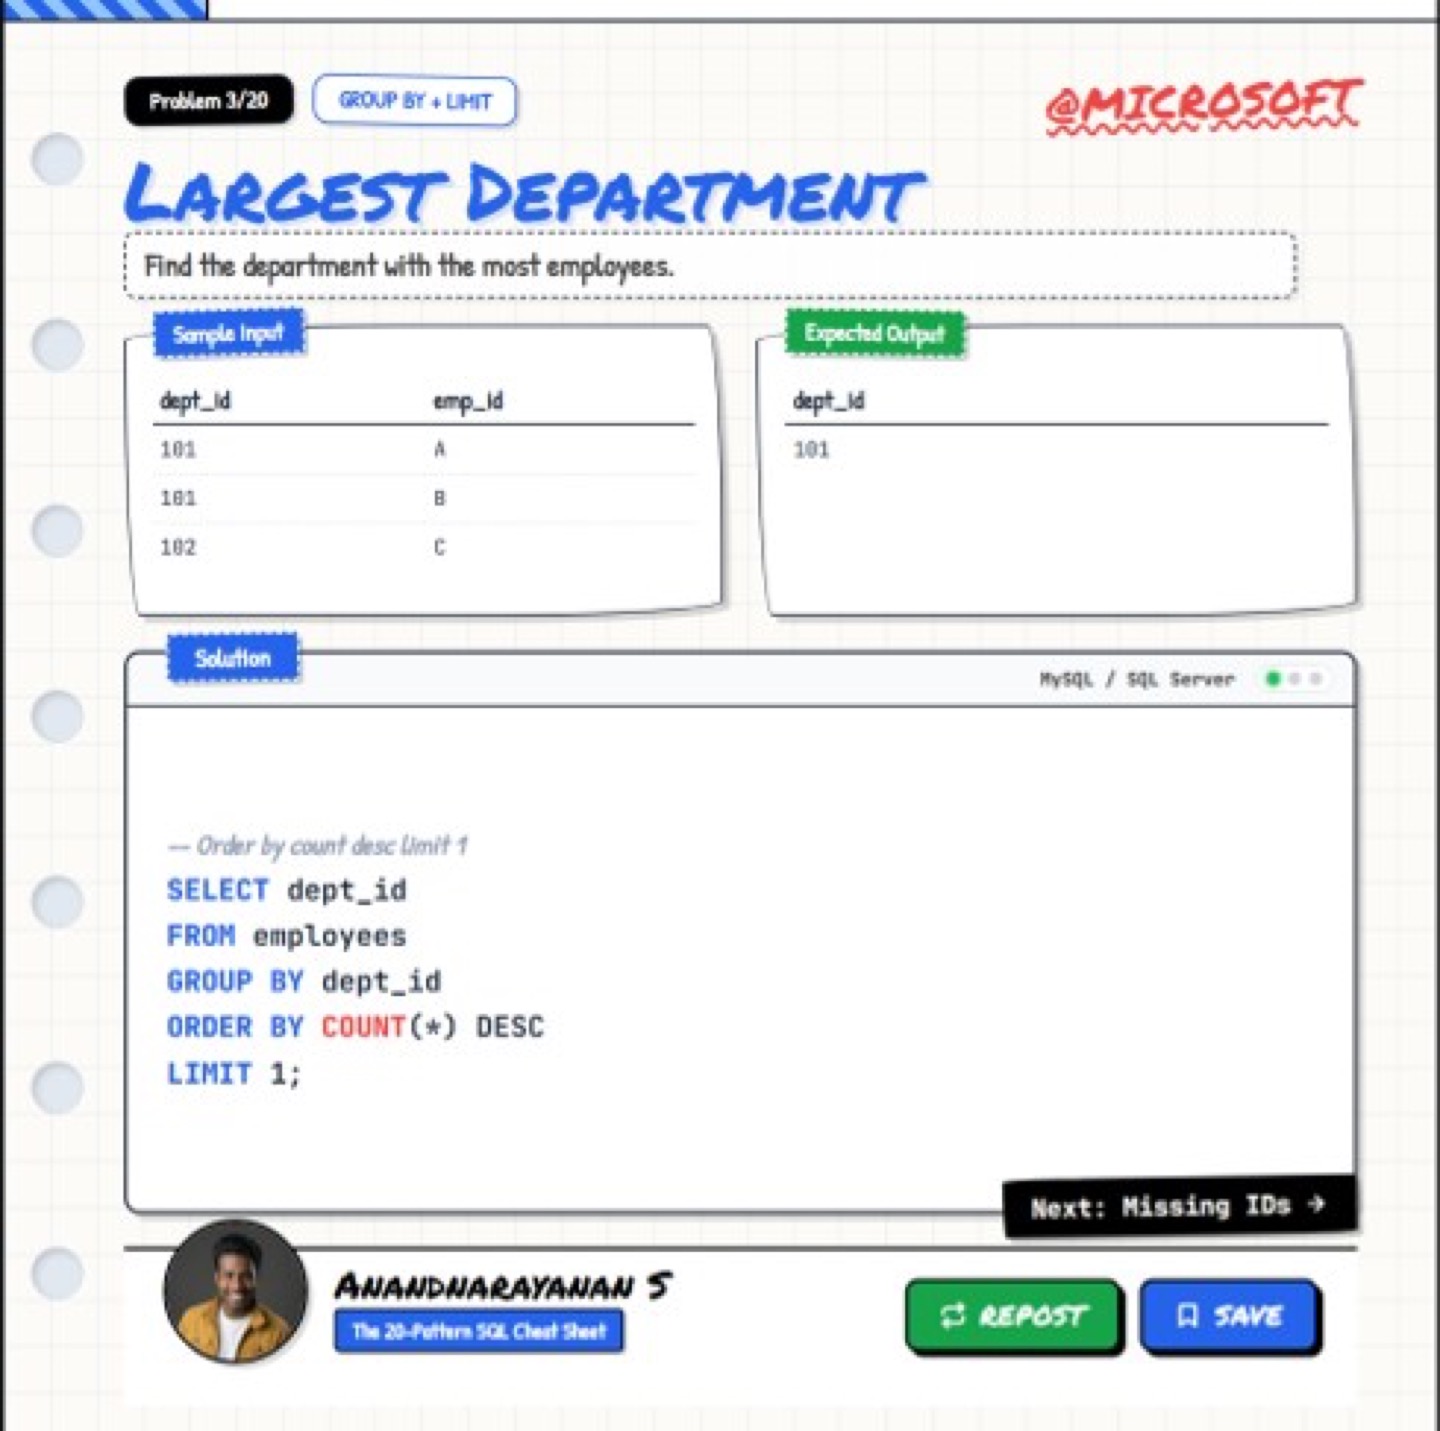 Problem 3/20 GROUP BY + LIMIT @MICROSOFT
LARGEST DEPARTMENT
Find the department with the most employees.
Sample Input
dept_id emp_id
101 A
101 B
102 C
Expected Output
dept_id
101
Solution
MySQL / SQL Server
-- Order by count desc limit 1
SELECT dept_id
FROM employees
GROUP BY dept_id
ORDER BY COUNT(*) DESC
LIMIT 1;
Next: Missing IDs →
ANANDNARAYANAN S
The 20-Pattern SQL Cheat Sheet
REPOST SAVE